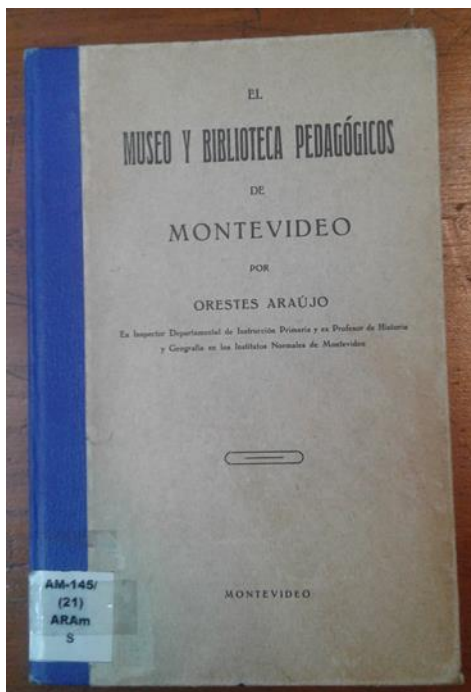 EL
MUSEO Y BIBLIOTECA PEDAGÓGICOS
DE
MONTEVIDEO
POR
ORESTES ARAÚJO
Ex Inspector Departamental de Instrucción Primaria y ex Profesor de Historia
y Geografía en los Institutos Normales de Montevideo
MONTEVIDEO
AM-145/
(21)
ARAm
S